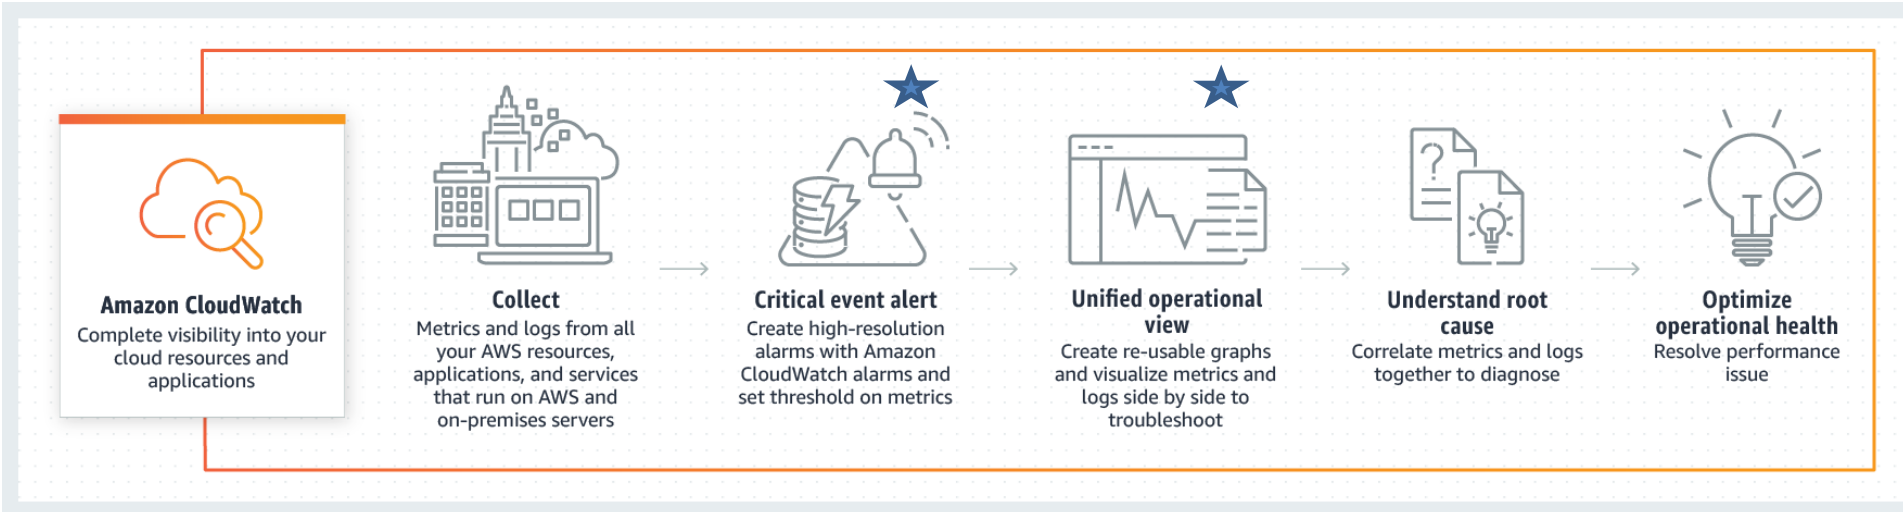 Amazon CloudWatch
Complete visibility into your
cloud resources and
applications
Collect
Metrics and logs from all
your AWS resources,
applications, and services
that run on AWS and
on-premises servers
Critical event alert
Create high-resolution
alarms with Amazon
CloudWatch alarms and
set threshold on metrics
Unified operational
view
Create re-usable graphs
and visualize metrics and
logs side by side to
troubleshoot
Understand root
cause
Correlate metrics and logs
together to diagnose
Optimize
operational health
Resolve performance
issue